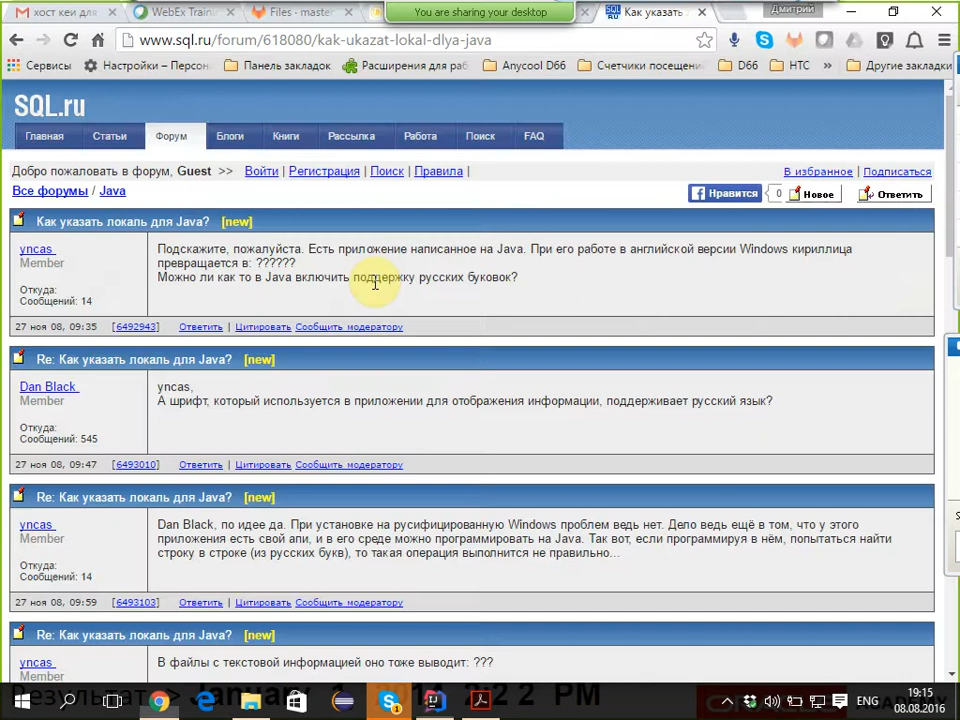 хост кеи для
WebEx Traini
Files · master
You are sharing your desktop
Как указать
Дмитрий
www.sql.ru/forum/618080/kak-ukazat-lokal-dlya-java
Сервисы
Настройки – Персон
Панель закладок
Расширения для раб
Anycool D66
Счетчики посещени
D66
НТС
»
Другие закладки
SQL.ru
Главная
Статьи
Форум
Блоги
Книги
Рассылка
Работа
Поиск
FAQ
Добро пожаловать в форум, Guest >> Войти | Регистрация | Поиск | Правила |
В избранное | Подписаться
Все форумы / Java
Нравится 0 Новое Ответить
Как указать локаль для Java? [new]
yncas
Member
Откуда:
Сообщений: 14
Подскажите, пожалуйста. Есть приложение написанное на Java. При его работе в английской версии Windows кириллица
превращается в: ??????
Можно ли как то в Java включить поддержку русских буковок?
27 ноя 08, 09:35 [6492943] Ответить | Цитировать Сообщить модератору
Re: Как указать локаль для Java? [new]
Dan Black
Member
Откуда:
Сообщений: 545
yncas,
А шрифт, который используется в приложении для отображения информации, поддерживает русский язык?
27 ноя 08, 09:47 [6493010] Ответить | Цитировать Сообщить модератору
Re: Как указать локаль для Java? [new]
yncas
Member
Откуда:
Сообщений: 14
Dan Black, по идее да. При установке на русифицированную Windows проблем ведь нет. Дело ведь ещё в том, что у этого
приложения есть свой апи, и в его среде можно программировать на Java. Так вот, если программируя в нём, попытаться найти
строку в строке (из русских букв), то такая операция выполнится не правильно...
27 ноя 08, 09:59 [6493103] Ответить | Цитировать Сообщить модератору
Re: Как указать локаль для Java? [new]
yncas
Member
В файлы с текстовой информацией оно тоже выводит: ???
ENG
19:15
08.08.2016